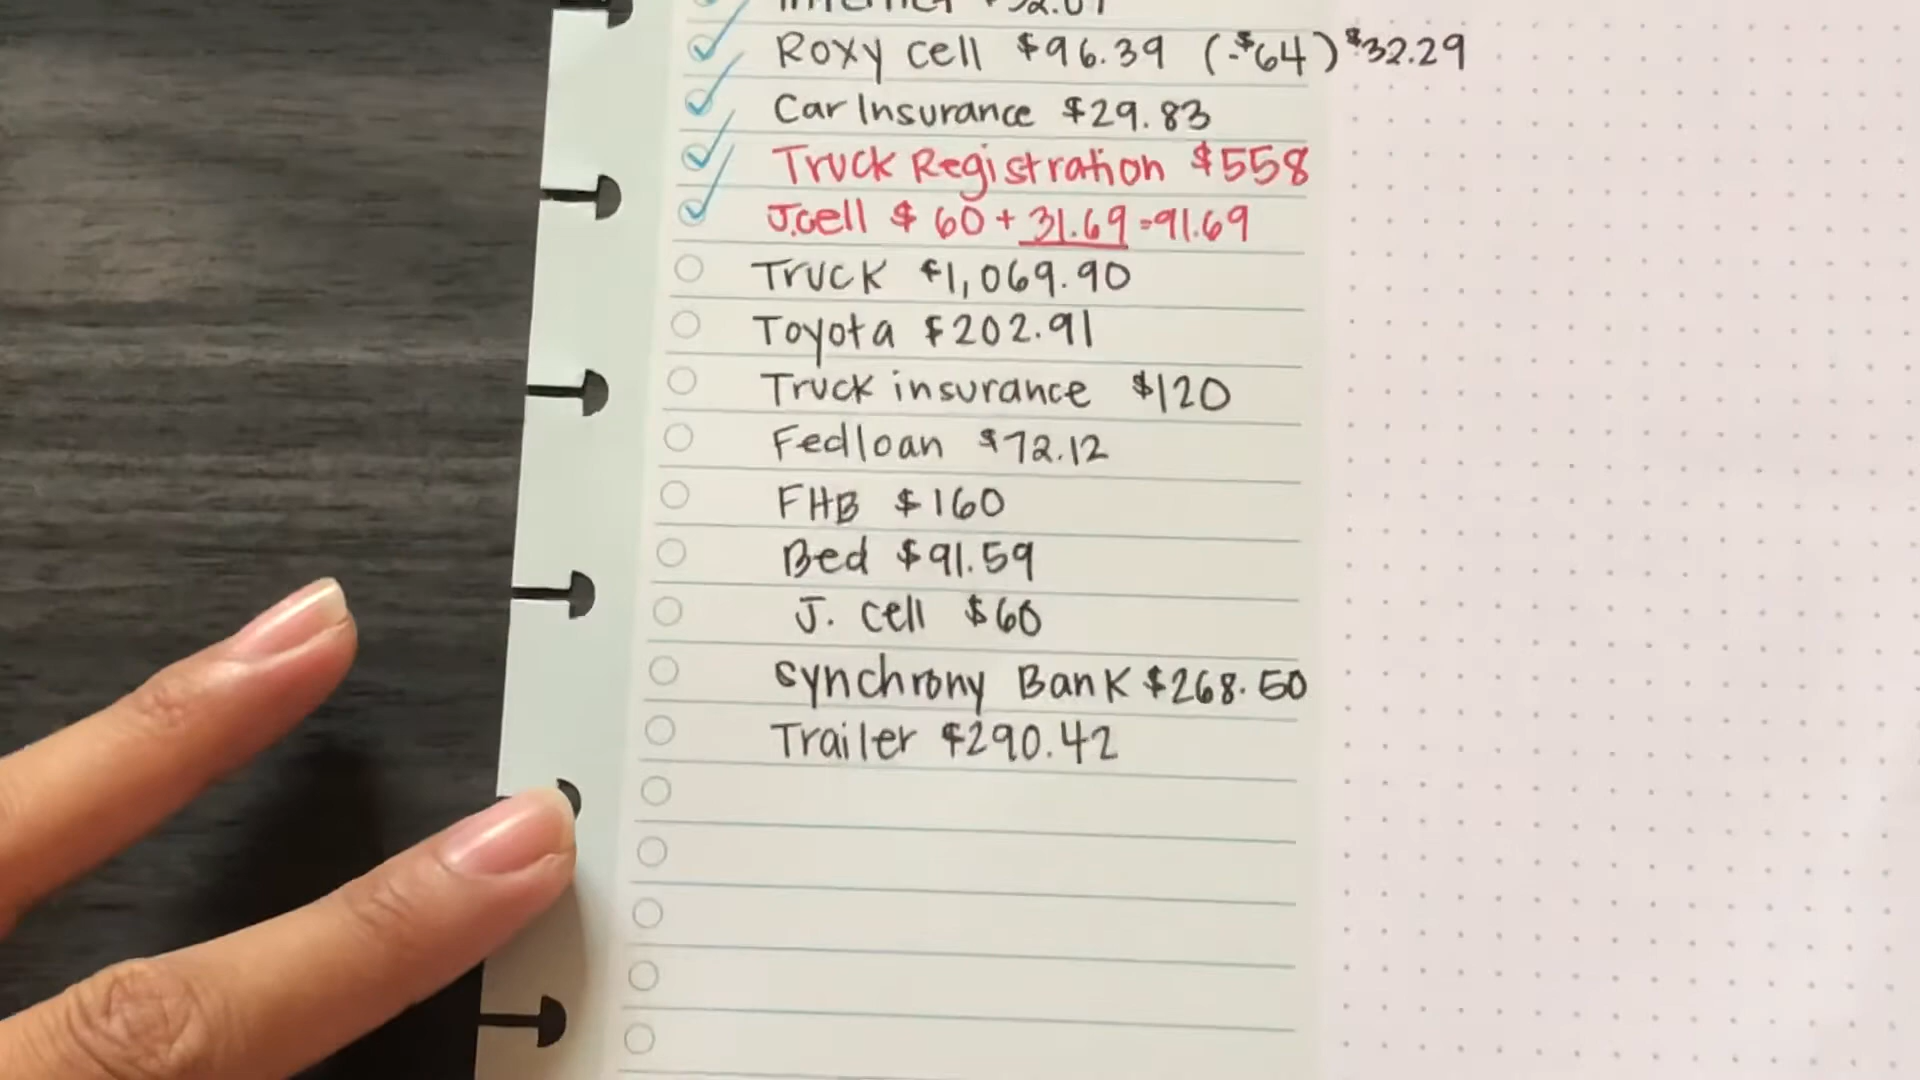 Roxy cell $96.39 (-$64) $32.29
Car Insurance $29.83
Truck Registration $558
J.cell $ 60 + 31.69 = 91.69
Truck $1,069.90
Toyota $202.91
Truck insurance $120
Fedloan $72.12
FHB $160
Bed $91.59
J. cell $60
Synchrony Bank $268.50
Trailer $290.42